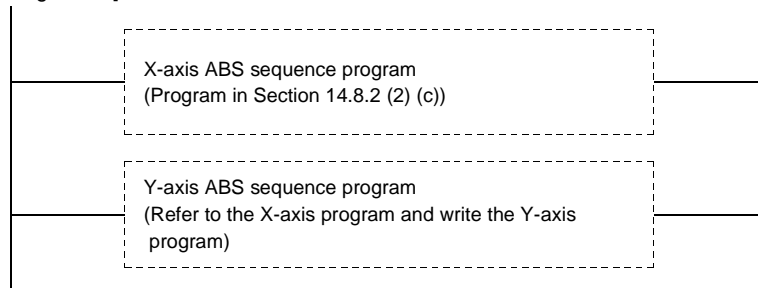 X-axis ABS sequence program
(Program in Section 14.8.2 (2) (c))
Y-axis ABS sequence program
(Refer to the X-axis program and write the Y-axis
program)